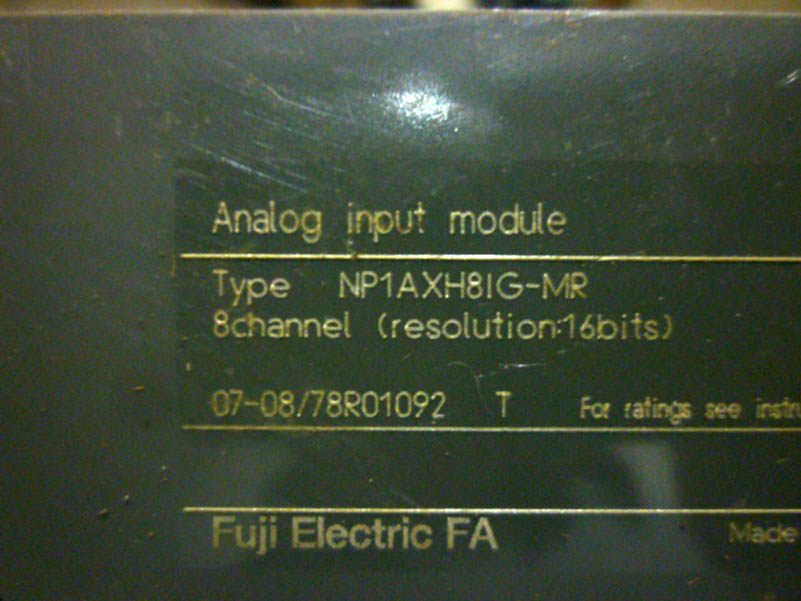 Analog input module
Type NP1AXH8IG-MR
8channel (resolution:16bits)
07-08/78R01092 T For ratings see instru
Fuji Electric FA Made